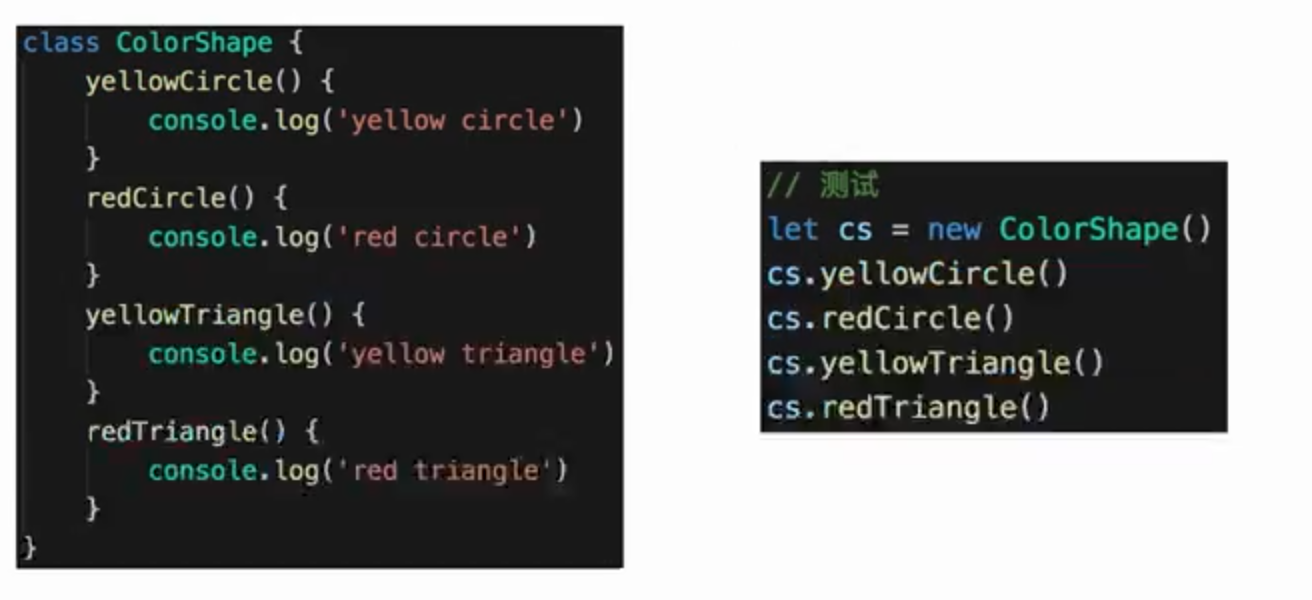 class ColorShape {
    yellowCircle() {
        console.log('yellow circle')
    }
    redCircle() {
        console.log('red circle')
    }
    yellowTriangle() {
        console.log('yellow triangle')
    }
    redTriangle() {
        console.log('red triangle')
    }
}
// 测试
let cs = new ColorShape()
cs.yellowCircle()
cs.redCircle()
cs.yellowTriangle()
cs.redTriangle()